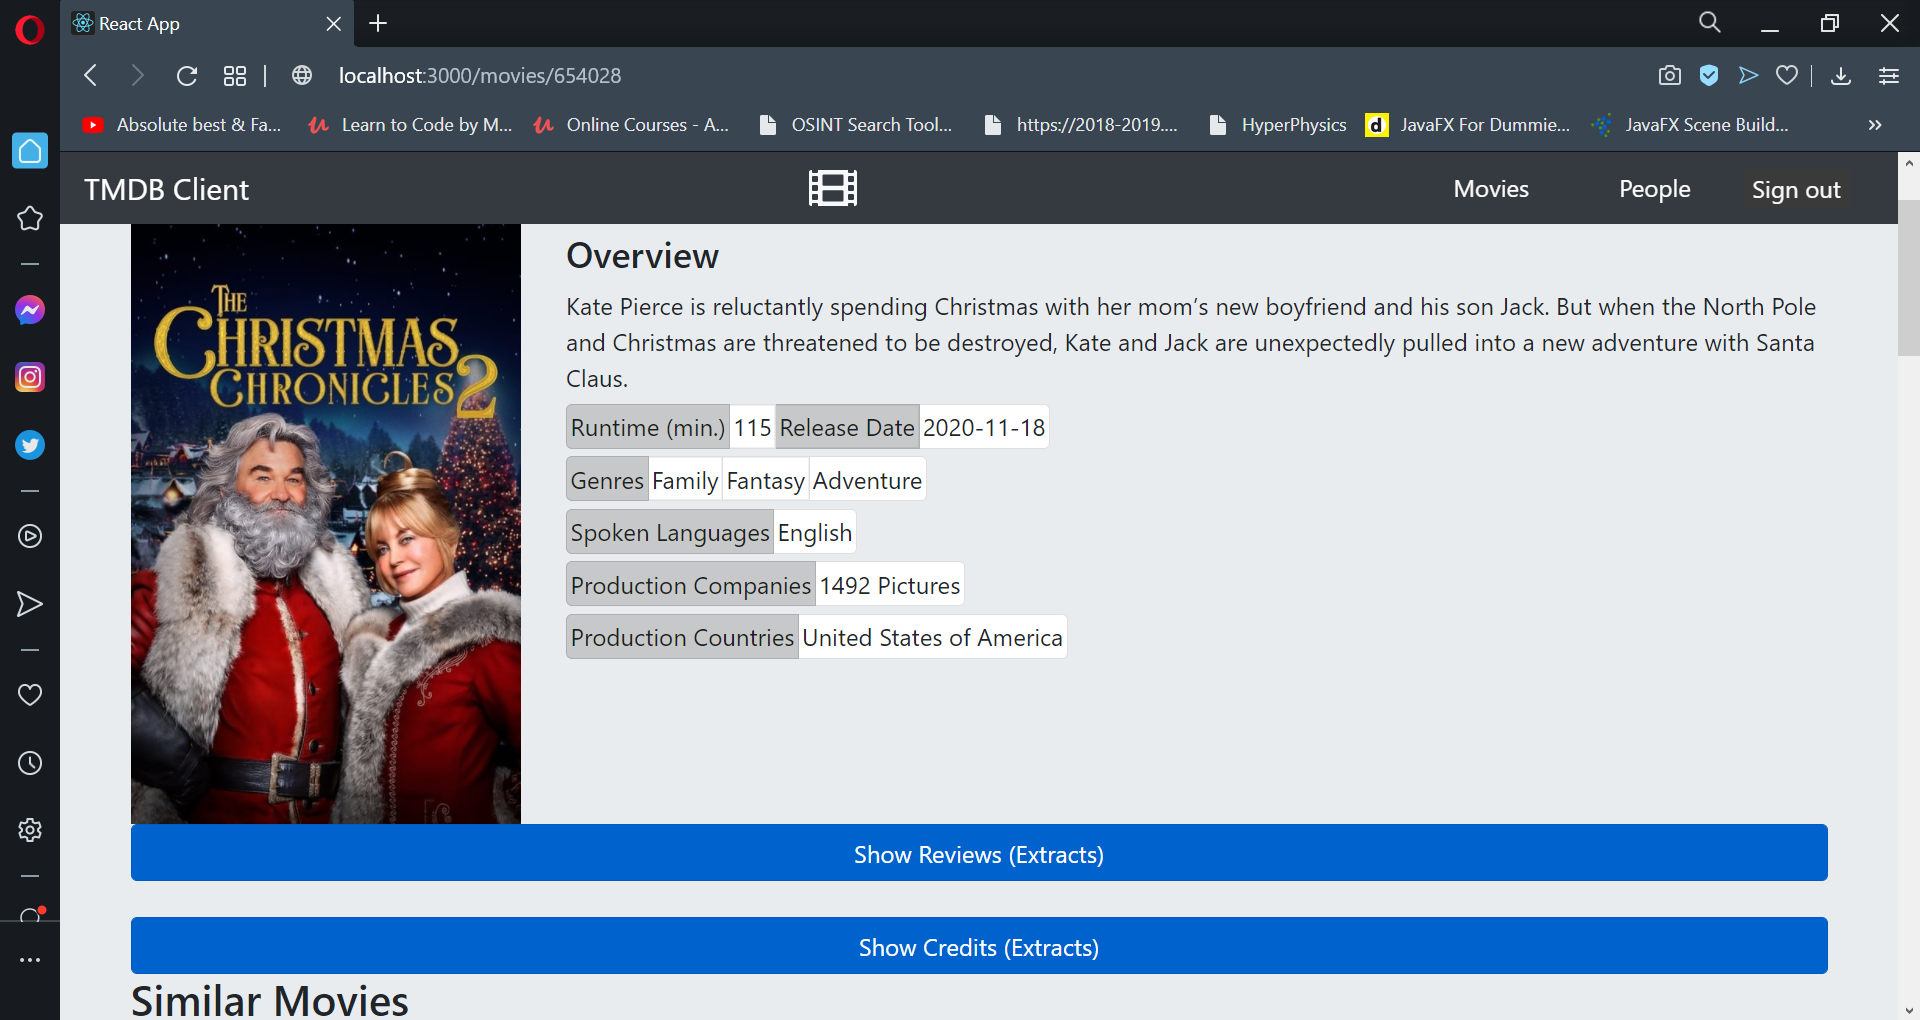 React App
localhost:3000/movies/654028
Absolute best & Fa...
Learn to Code by M...
Online Courses - A...
OSINT Search Tool...
https://2018-2019....
HyperPhysics
d
JavaFX For Dummie...
JavaFX Scene Build...
TMDB Client
Movies
People
Sign out
THE
CHRISTMAS
CHRONICLES 2
Overview
Kate Pierce is reluctantly spending Christmas with her mom’s new boyfriend and his son Jack. But when the North Pole
and Christmas are threatened to be destroyed, Kate and Jack are unexpectedly pulled into a new adventure with Santa
Claus.
Runtime (min.) 115 Release Date 2020-11-18
Genres Family Fantasy Adventure
Spoken Languages English
Production Companies 1492 Pictures
Production Countries United States of America
Show Reviews (Extracts)
Show Credits (Extracts)
Similar Movies